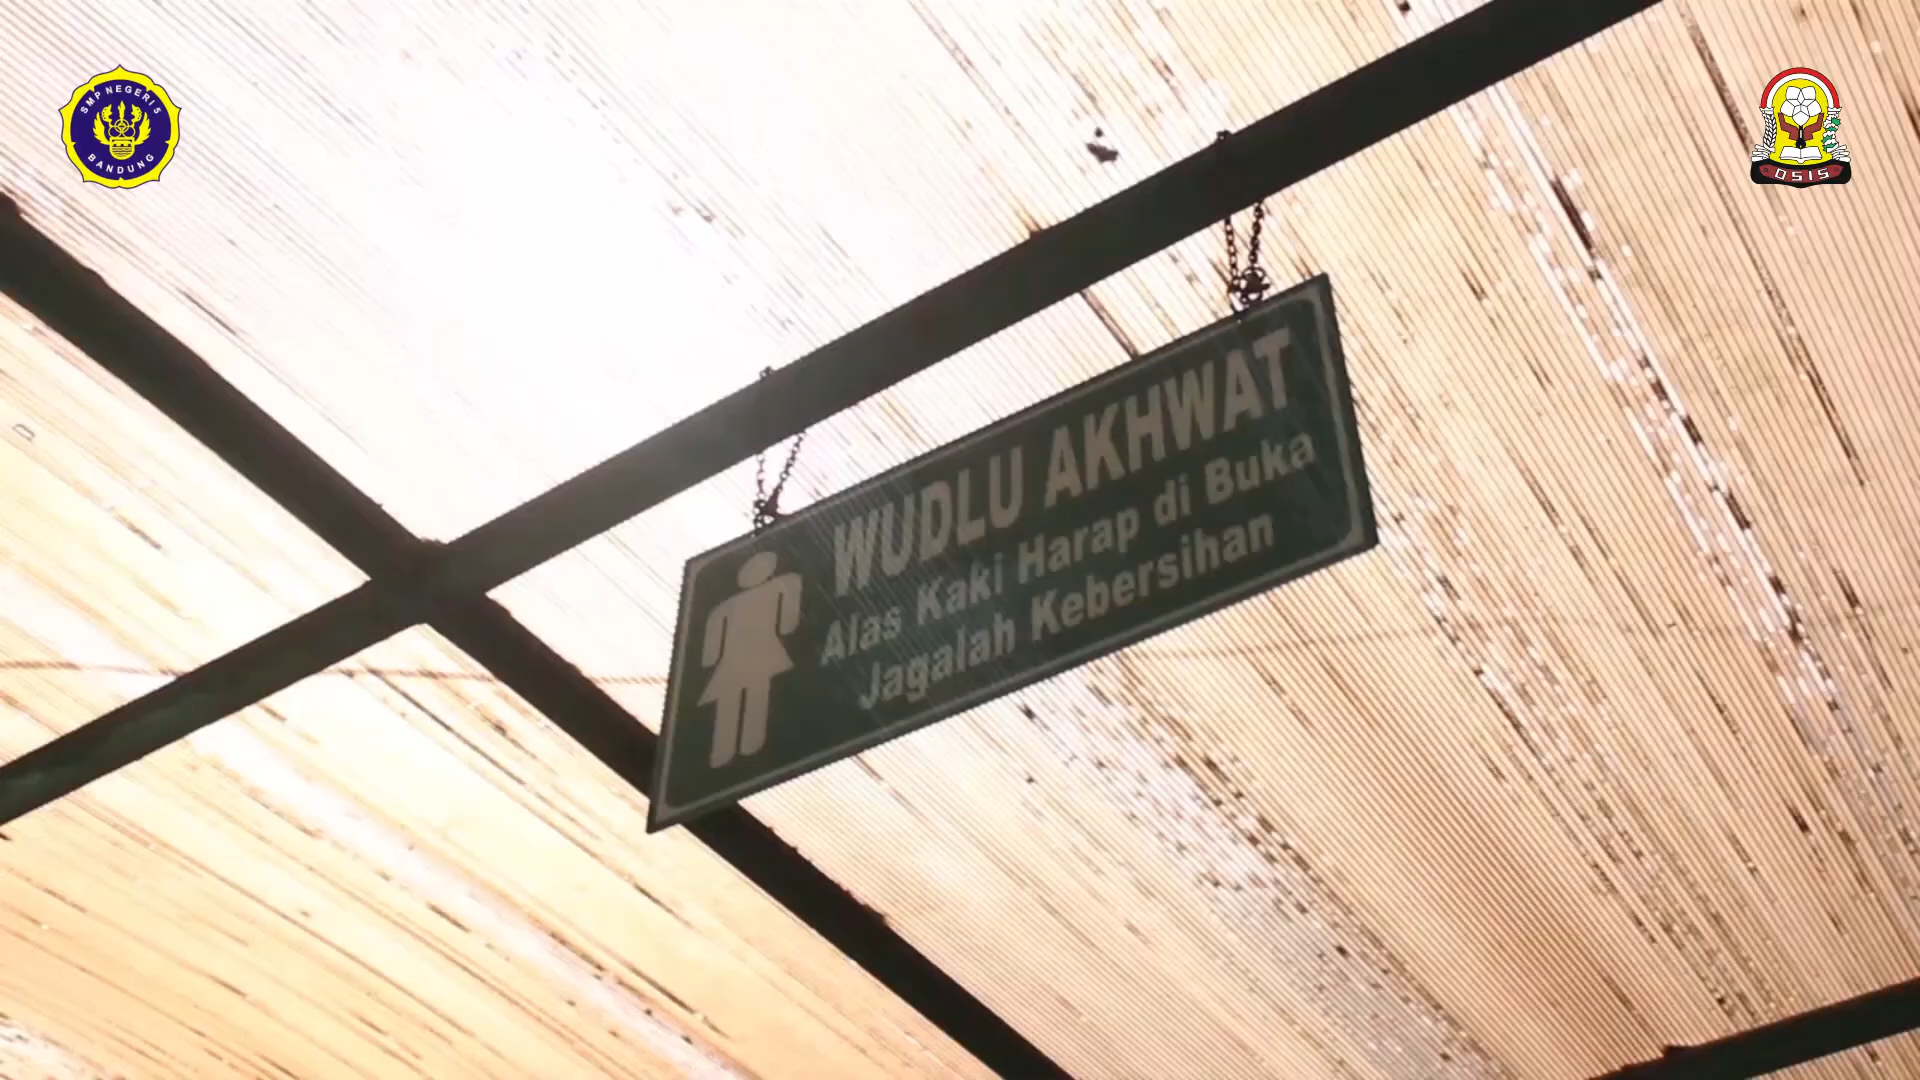 SMP NEGERI 5
BANDUNG
OSIS
WUDLU AKHWAT
Alas Kaki Harap di Buka
Jagalah Kebersihan